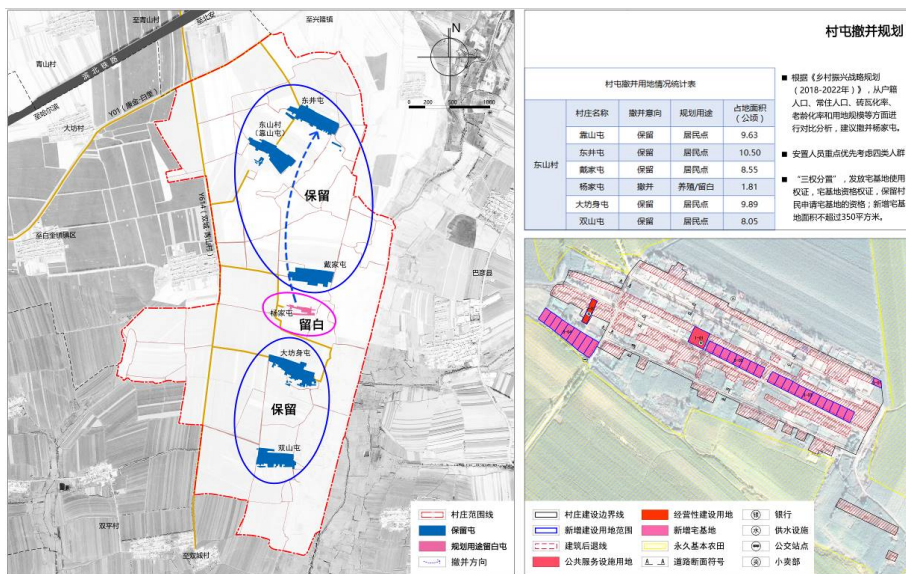 至青山村
至北安
至兴隆镇
青山村
滨北铁路
至哈尔滨
Y01（康金-白奎）
大坊村
N
0 200 500 1000
东井屯
东山村
（靠山屯）
保留
至白奎镇镇区
戴家屯
巴彦县
杨家屯
留白
大坊身屯
保留
双山屯
双平村
至双城村
村庄范围线
保留屯
规划用途留白屯
撤并方向
村屯撤并规划
村屯撤并用地情况统计表
村庄名称 撤并意向 规划用途 占地面积（公顷）
东山村
靠山屯 保留 居民点 9.63
东井屯 保留 居民点 10.50
戴家屯 保留 居民点 8.55
杨家屯 撤并 养殖/留白 1.81
大坊身屯 保留 居民点 9.89
双山屯 保留 居民点 8.05
■ 根据《乡村振兴战略规划
（2018-2022年）》，从户籍
人口、常住人口、砖瓦化率、
老龄化率和用地规模等方面进
行对比分析，建议撤并杨家屯。
■ 安置人员重点优先考虑四类人群
■ “三权分置”，发放宅基地使用
权证，宅基地资格权证，保留村
民申请宅基地的资格；新增宅基
地面积不超过350平方米。
村庄建设边界线
新增建设用地范围
建筑后退线
公共服务设施用地
经营性建设用地
新增宅基地
永久基本农田
A A 道路断面符号
银行
供水设施
公交站点
小卖部